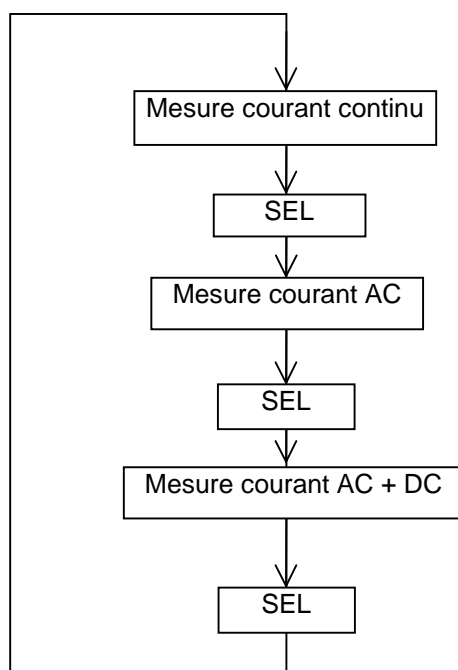 Mesure courant continu
SEL
Mesure courant AC
SEL
Mesure courant AC + DC
SEL